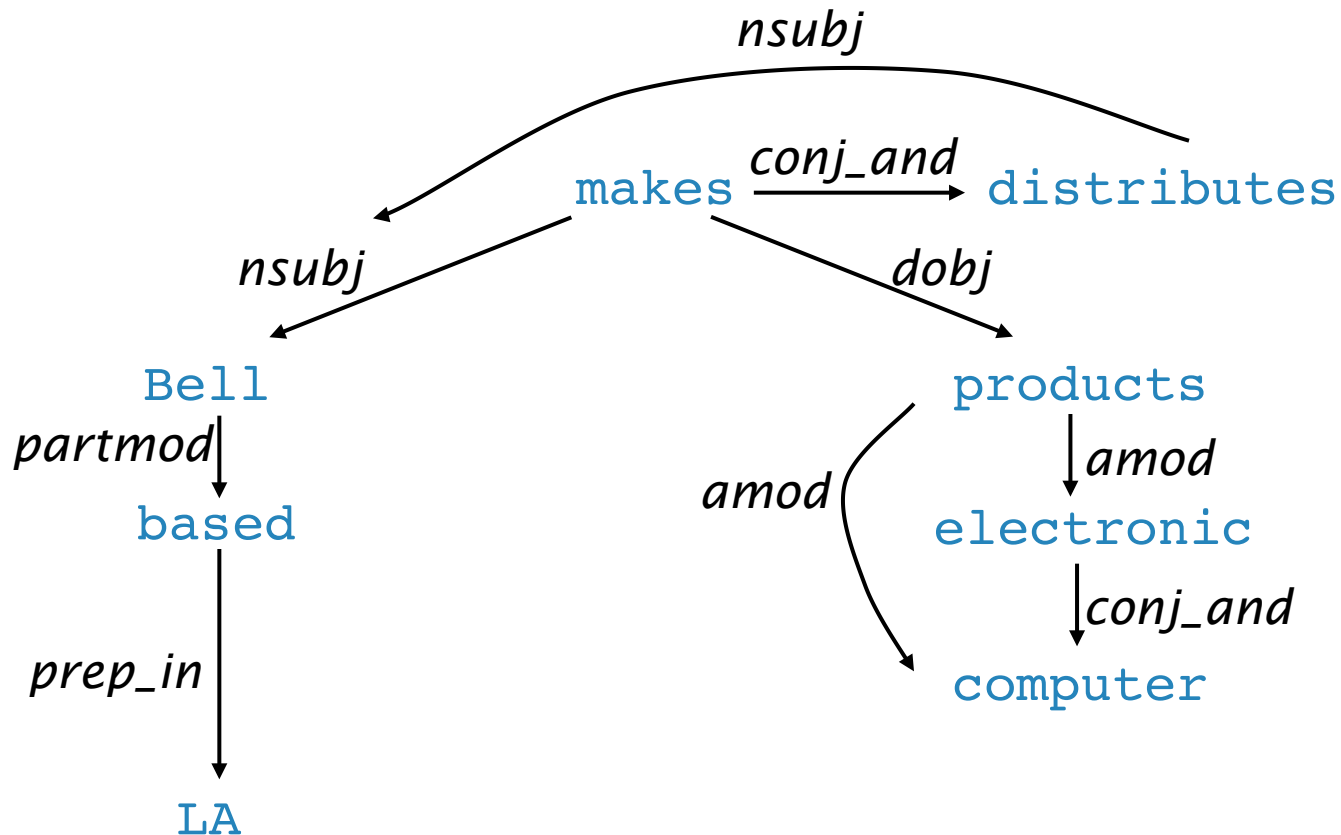 nsubj
conj_and
makes distributes
nsubj dobj
Bell products
partmod amod
amod
based electronic
conj_and
prep_in computer
LA